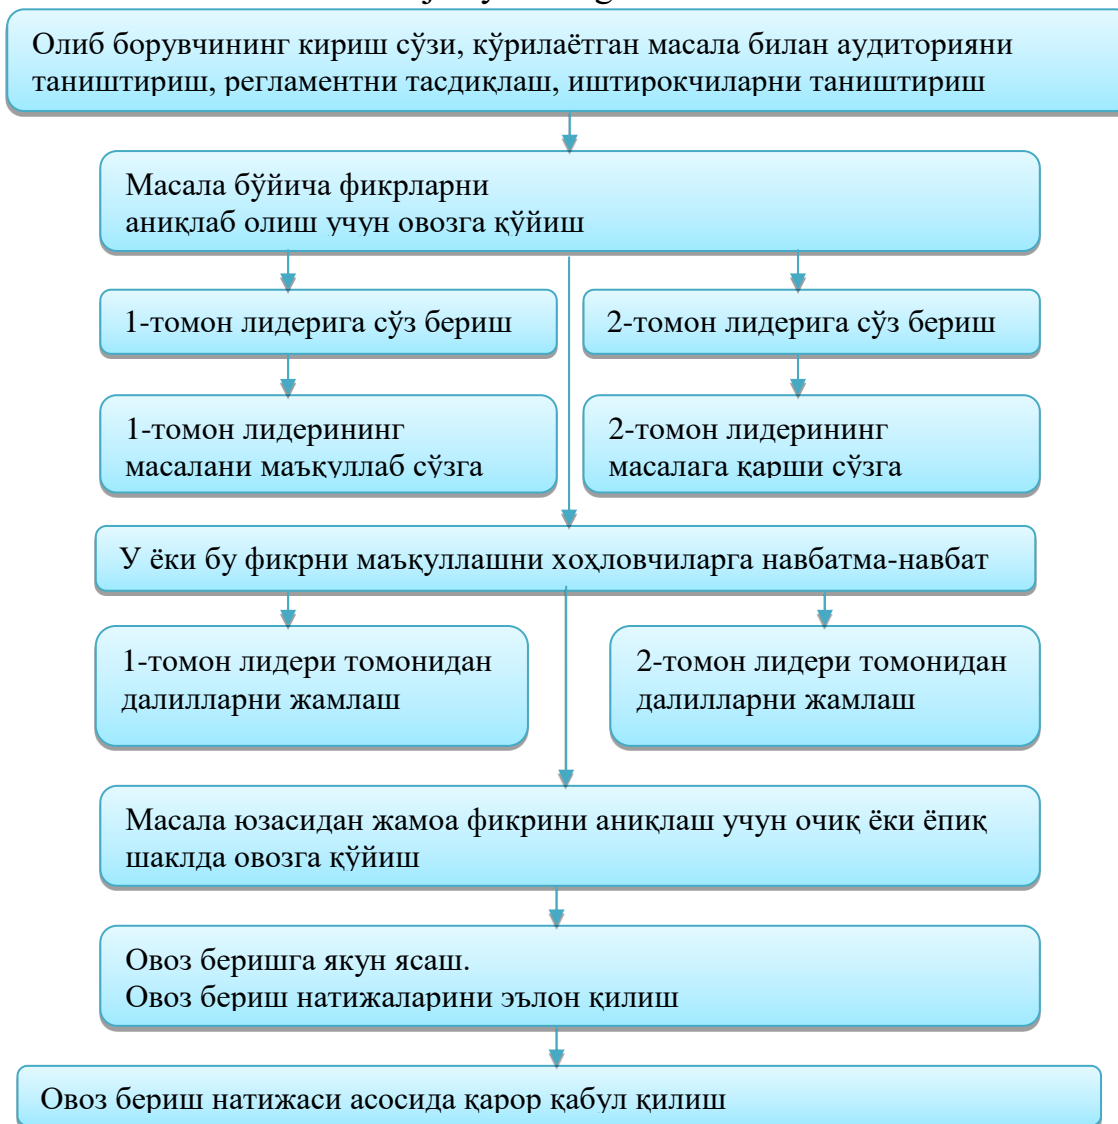 Олиб борувчининг кириш сўзи, кўрилаётган масала билан аудиторияни
таништириш, регламентни тасдиқлаш, иштирокчиларни таништириш
Масала бўйича фикрларни
аниқлаб олиш учун овозга қўйиш
1-томон лидерига сўз бериш
2-томон лидерига сўз бериш
1-томон лидерининг
масалани маъқуллаб сўзга
2-томон лидерининг
масалага қарши сўзга
У ёки бу фикрни маъқуллашни хоҳловчиларга навбатма-навбат
1-томон лидери томонидан
далилларни жамлаш
2-томон лидери томонидан
далилларни жамлаш
Масала юзасидан жамоа фикрини аниқлаш учун очиқ ёки ёпиқ
шаклда овозга қўйиш
Овоз беришга якун ясаш.
Овоз бериш натижаларини эълон қилиш
Овоз бериш натижаси асосида қарор қабул қилиш